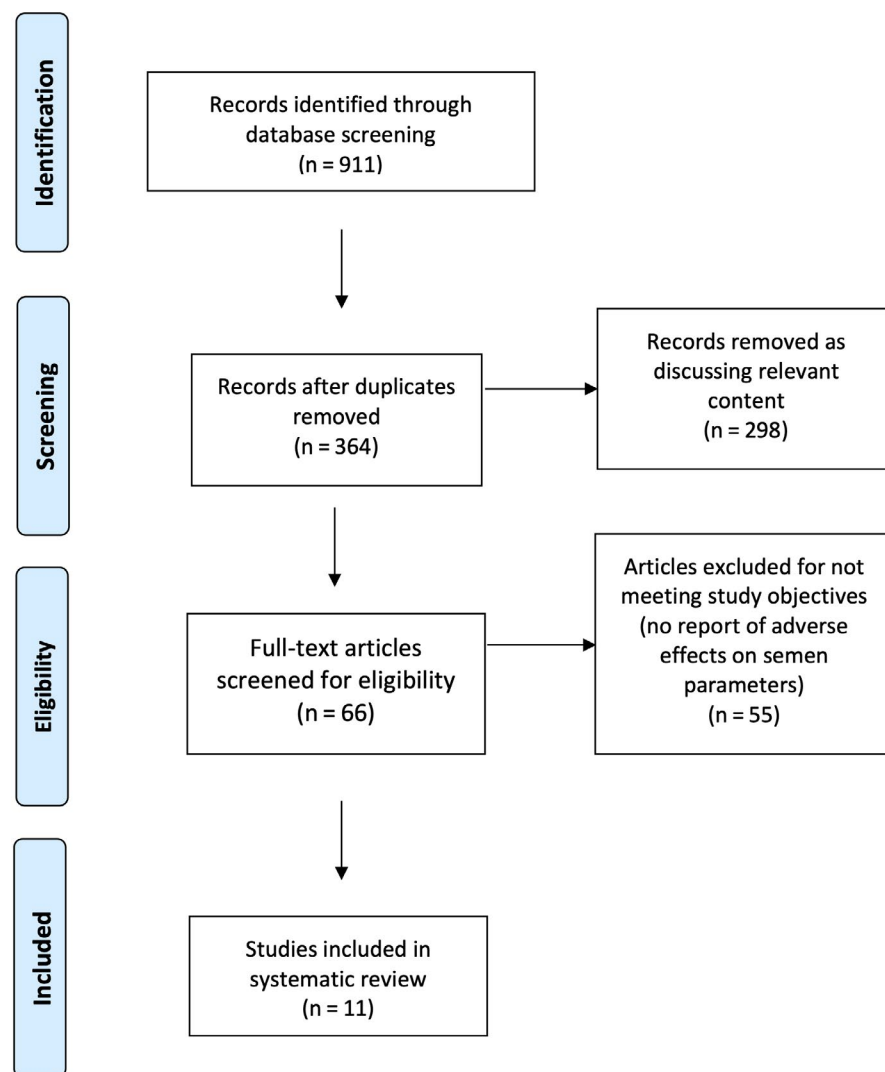 Identification
Records identified through
database screening
(n = 911)
Screening
Records after duplicates
removed
(n = 364)
Records removed as
discussing relevant
content
(n = 298)
Eligibility
Full-text articles
screened for eligibility
(n = 66)
Articles excluded for not
meeting study objectives
(no report of adverse
effects on semen
parameters)
(n = 55)
Included
Studies included in
systematic review
(n = 11)